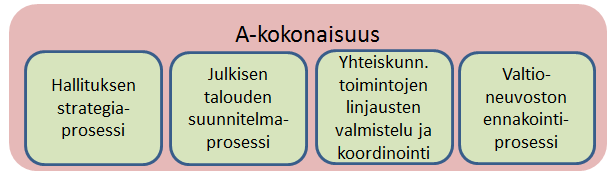 A-kokonaisuus
Hallituksen
strategia-
prosessi
Julkisen
talouden
suunnitelma-
prosessi
Yhteiskunn.
toimintojen
linjausten
valmistelu ja
koordinointi
Valtio-
neuvoston
ennakointi-
prosessi